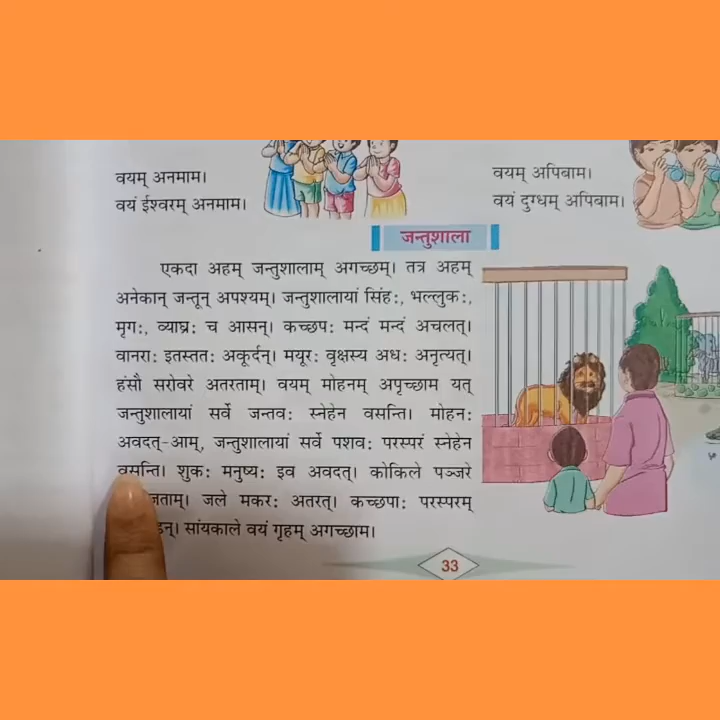 वयम् अनमाम।
वयं ईश्वरम् अनमाम।
वयम् अपिबाम।
वयं दुग्धम् अपिबाम।
जन्तुशाला
एकदा अहम् जन्तुशालाम् अगच्छम्। तत्र अहम्
अनेकान् जन्तून् अपश्यम्। जन्तुशालायां सिंहः, भल्लुकः,
मृगः, व्याघ्रः च आसन्। कच्छपः मन्दं मन्दं अचलत्।
वानराः इतस्ततः अकूर्दन्। मयूरः वृक्षस्य अधः अनृत्यत्।
हंसौ सरोवरे अतरताम्। वयम् मोहनम् अपृच्छाम यत्
जन्तुशालायां सर्वे जन्तवः स्नेहेन वसन्ति। मोहनः
अवदत्-आम्, जन्तुशालायां सर्वे पशवः परस्परं स्नेहेन
वसन्ति। शुकः मनुष्यः इव अवदत्। कोकिले पञ्जरे
जले मकरः अतरत्। कच्छपाः परस्परम्
सांयकाले वयं गृहम् अगच्छाम।
33